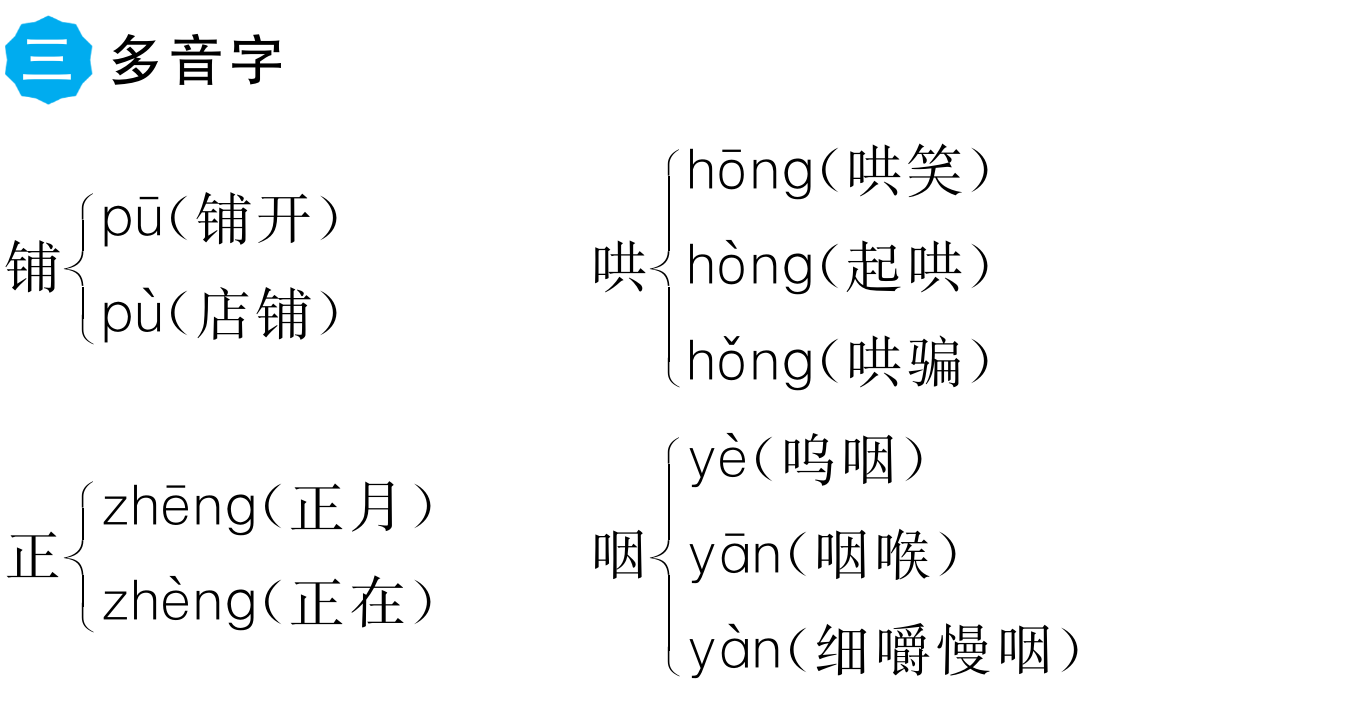 三 多音字
铺
pū(铺开)
pù(店铺)
哄
hōng(哄笑)
hòng(起哄)
hǒng(哄骗)
正
zhēng(正月)
zhèng(正在)
咽
yè(呜咽)
yān(咽喉)
yàn(细嚼慢咽)